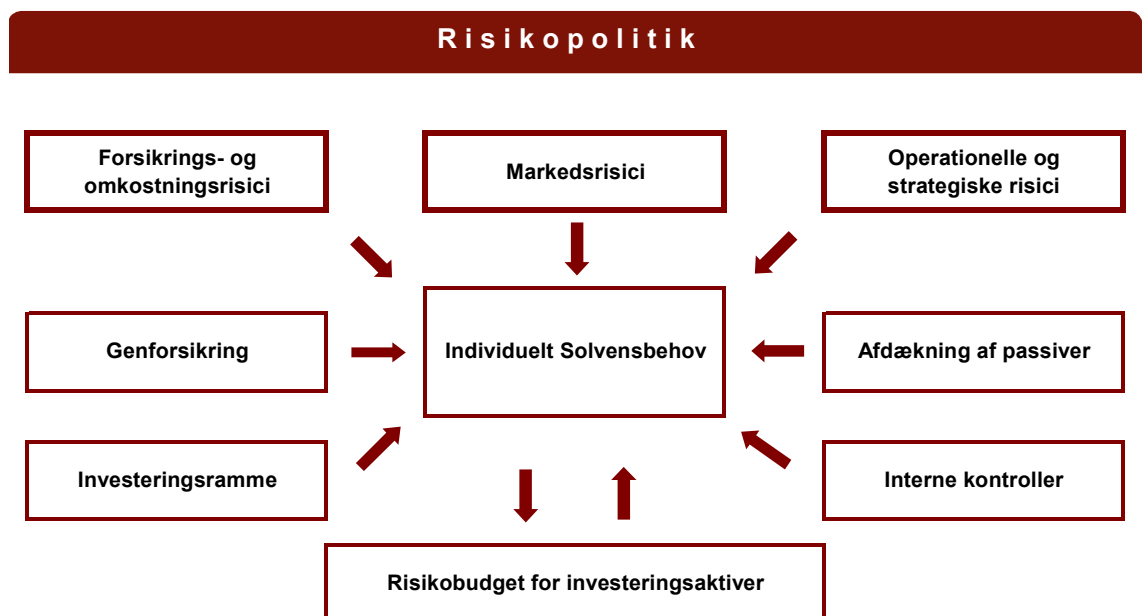 Risikopolitik
Forsikrings- og
omkostningsrisici
Markedsrisici
Operationelle og
strategiske risici
Genforsikring
Individuelt Solvensbehov
Afdækning af passiver
Investeringsramme
Interne kontroller
Risikobudget for investeringsaktiver